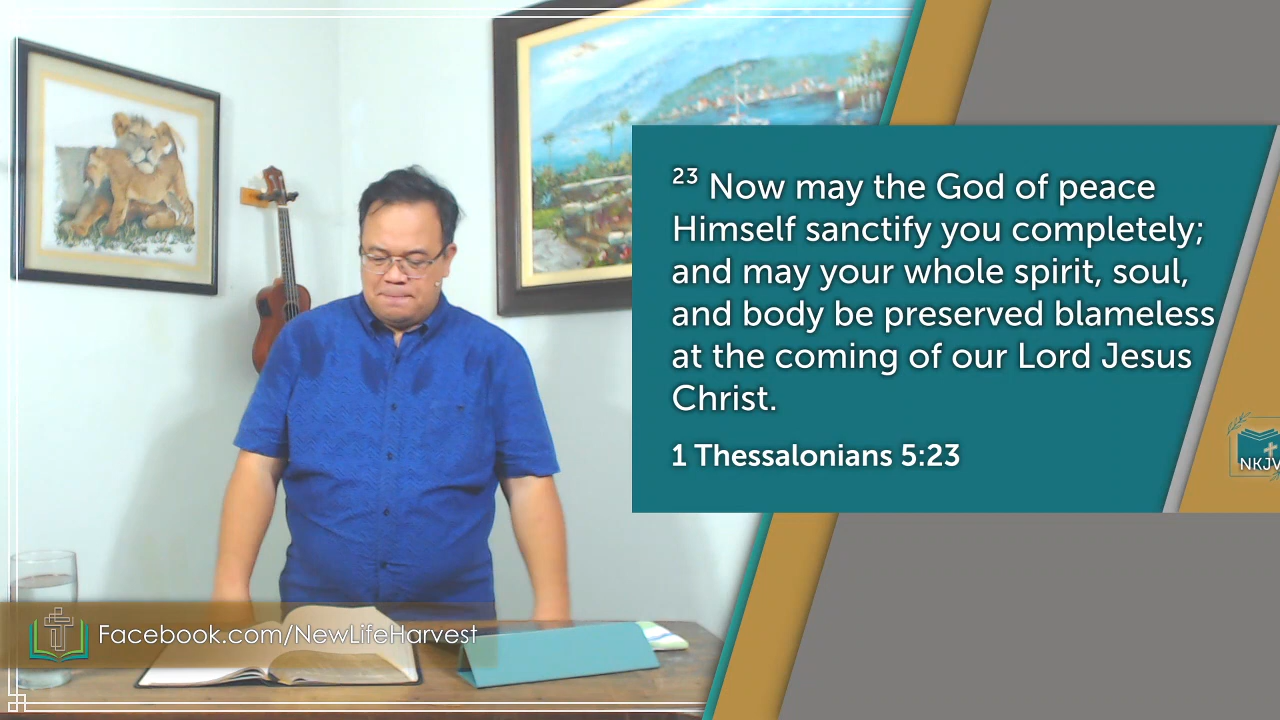 ²³ Now may the God of peace
Himself sanctify you completely;
and may your whole spirit, soul,
and body be preserved blameless
at the coming of our Lord Jesus
Christ.
1 Thessalonians 5:23
NKJV
Facebook.com/NewLifeHarvest